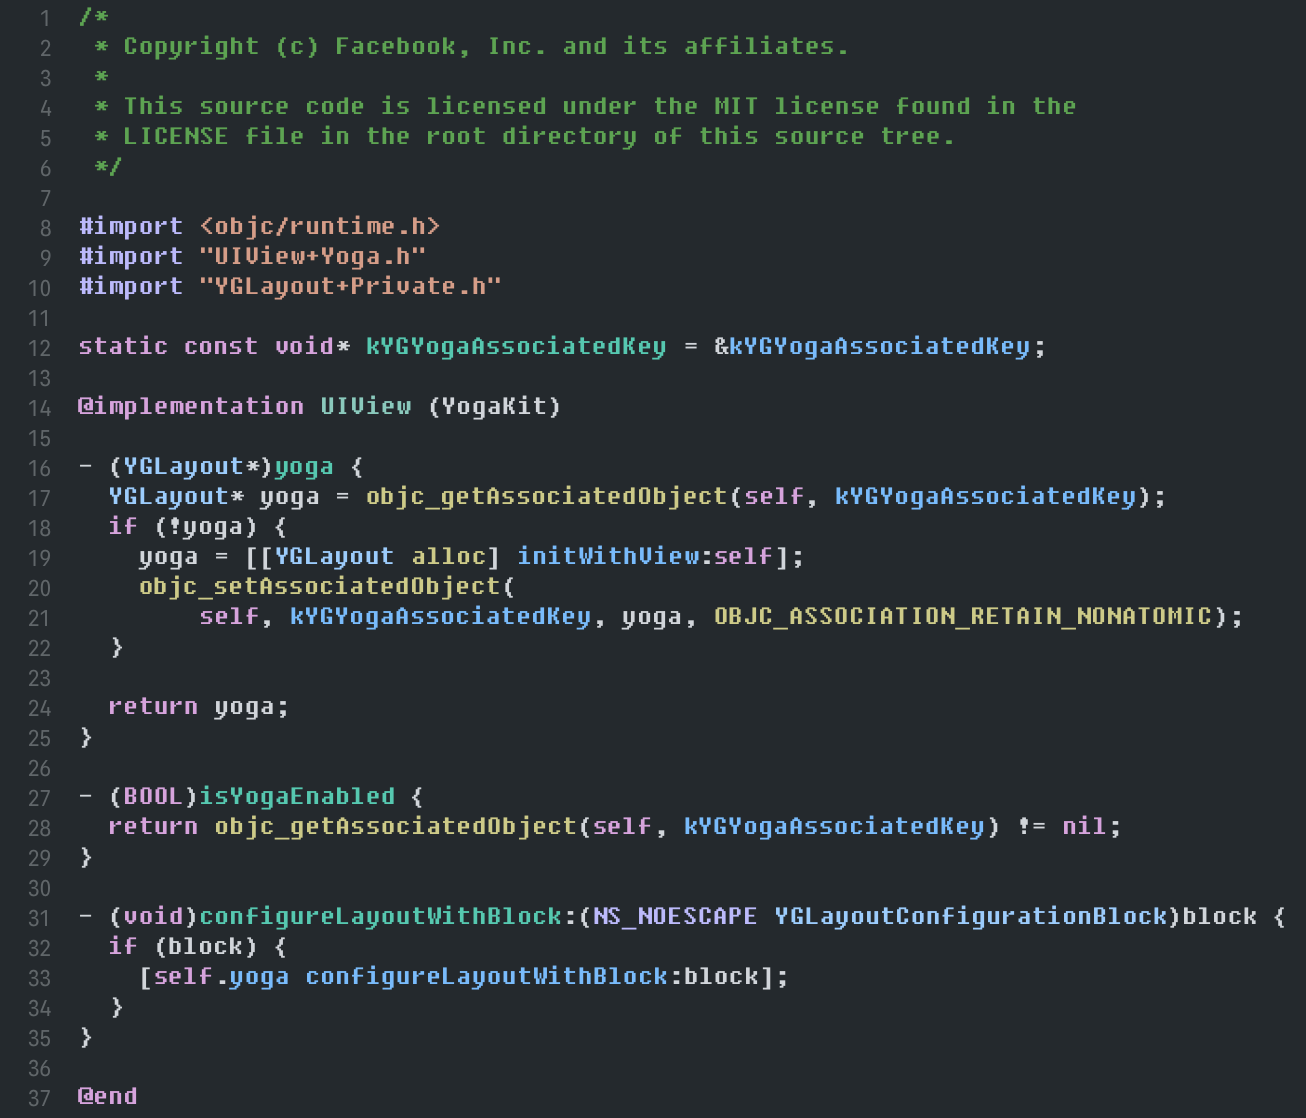 1 /*
2  * Copyright (c) Facebook, Inc. and its affiliates.
3  *
4  * This source code is licensed under the MIT license found in the
5  * LICENSE file in the root directory of this source tree.
6  */
7
8 #import <objc/runtime.h>
9 #import "UIView+Yoga.h"
10 #import "YGLayout+Private.h"
11
12 static const void* kYGYogaAssociatedKey = &kYGYogaAssociatedKey;
13
14 @implementation UIView (YogaKit)
15
16 - (YGLayout*)yoga {
17   YGLayout* yoga = objc_getAssociatedObject(self, kYGYogaAssociatedKey);
18   if (!yoga) {
19     yoga = [[YGLayout alloc] initWithView:self];
20     objc_setAssociatedObject(
21         self, kYGYogaAssociatedKey, yoga, OBJC_ASSOCIATION_RETAIN_NONATOMIC);
22   }
23
24   return yoga;
25 }
26
27 - (BOOL)isYogaEnabled {
28   return objc_getAssociatedObject(self, kYGYogaAssociatedKey) != nil;
29 }
30
31 - (void)configureLayoutWithBlock:(NS_NOESCAPE YGLayoutConfigurationBlock)block {
32   if (block) {
33     [self.yoga configureLayoutWithBlock:block];
34   }
35 }
36
37 @end